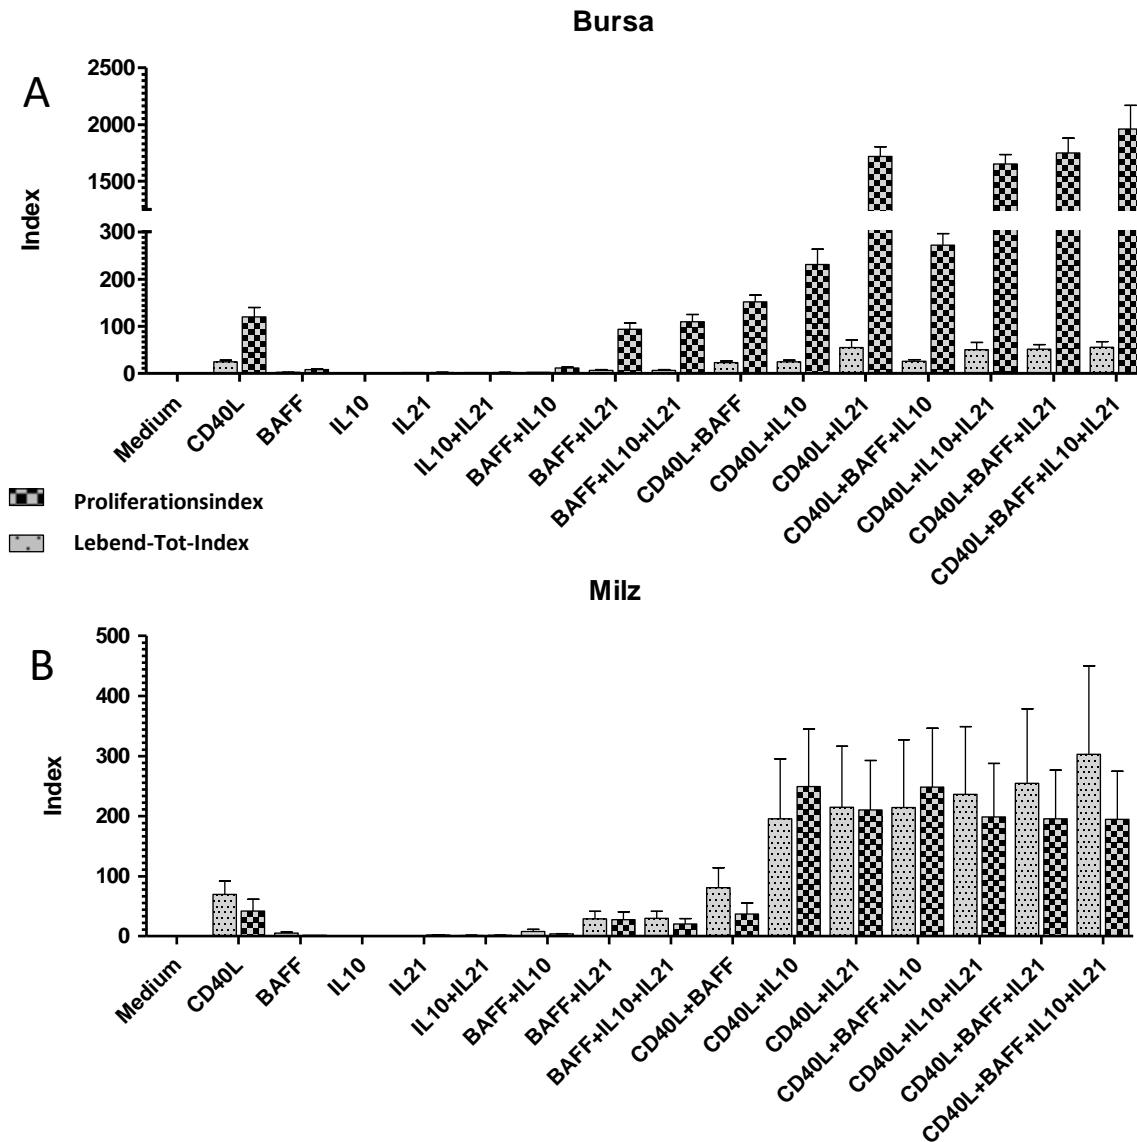 Bursa
A
2500
2000
1500
300
200
100
0
Index
Medium
CD40L
BAFF
IL10
IL21
IL10+IL21
BAFF+IL10
BAFF+IL21
BAFF+IL10+IL21
CD40L+BAFF
CD40L+IL10
CD40L+IL21
CD40L+BAFF+IL10
CD40L+IL10+IL21
CD40L+BAFF+IL21
CD40L+BAFF+IL10+IL21
Proliferationsindex
Lebend-Tot-Index
Milz
B
500
400
300
200
100
0
Index
Medium
CD40L
BAFF
IL10
IL21
IL10+IL21
BAFF+IL10
BAFF+IL21
BAFF+IL10+IL21
CD40L+BAFF
CD40L+IL10
CD40L+IL21
CD40L+BAFF+IL10
CD40L+IL10+IL21
CD40L+BAFF+IL21
CD40L+BAFF+IL10+IL21